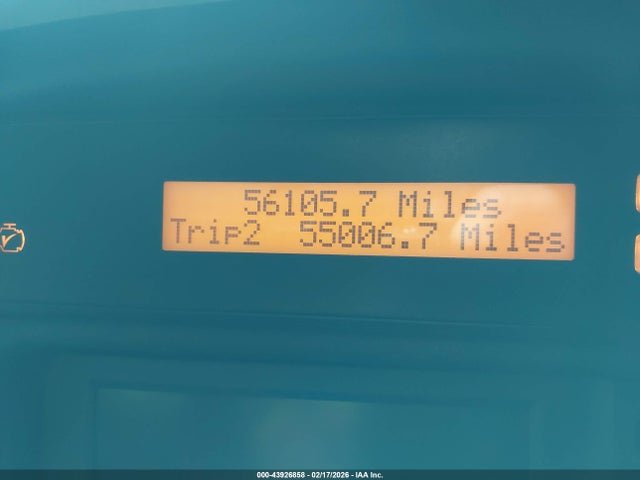 56105.7 Miles
Trip2 55006.7 Miles
000-43926858 - 02/17/2026 - IAA Inc.